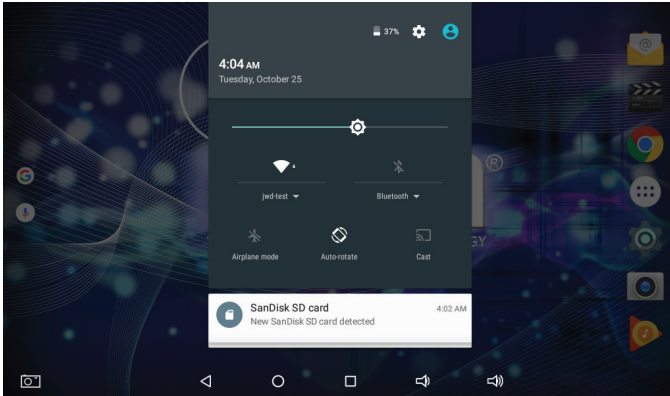 37%
4:04 AM
Tuesday, October 25
jwd-test
Bluetooth
Airplane mode
Auto-rotate
Cast
SanDisk SD card
4:02 AM
New SanDisk SD card detected